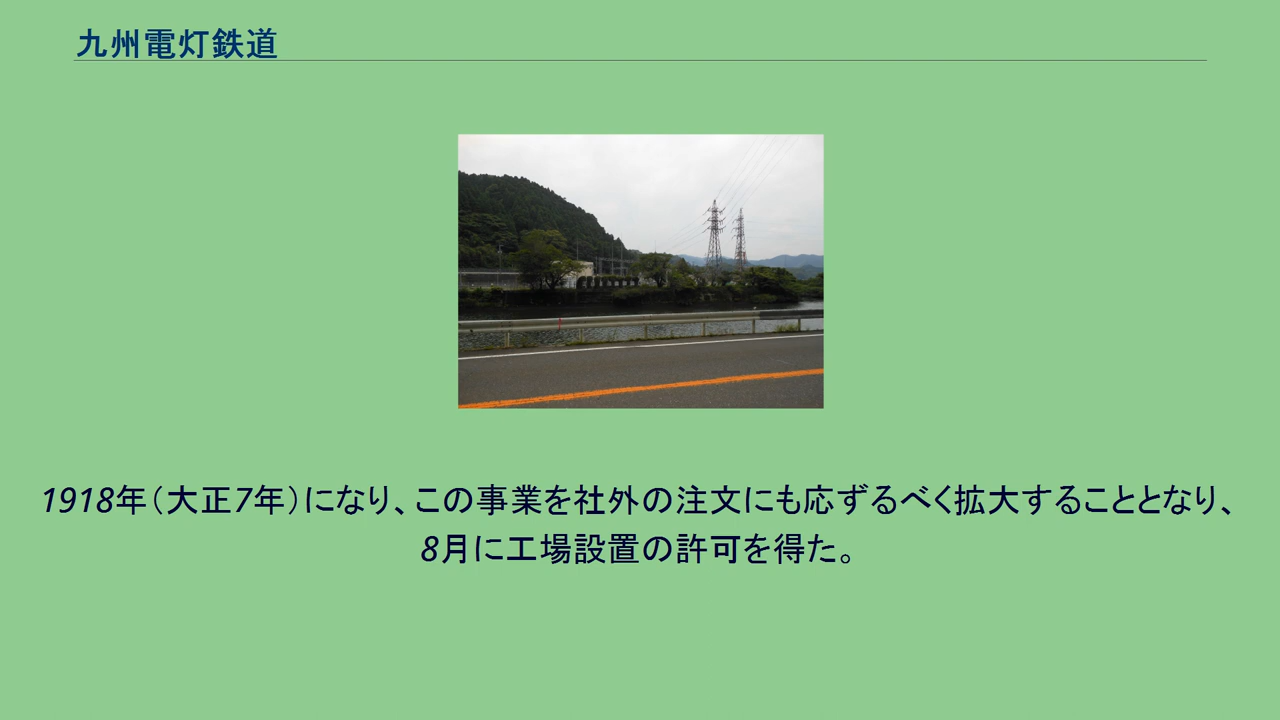 九州電灯鉄道
1918年（大正7年）になり、この事業を社外の注文にも応ずるべく拡大することとなり、
8月に工場設置の許可を得た。